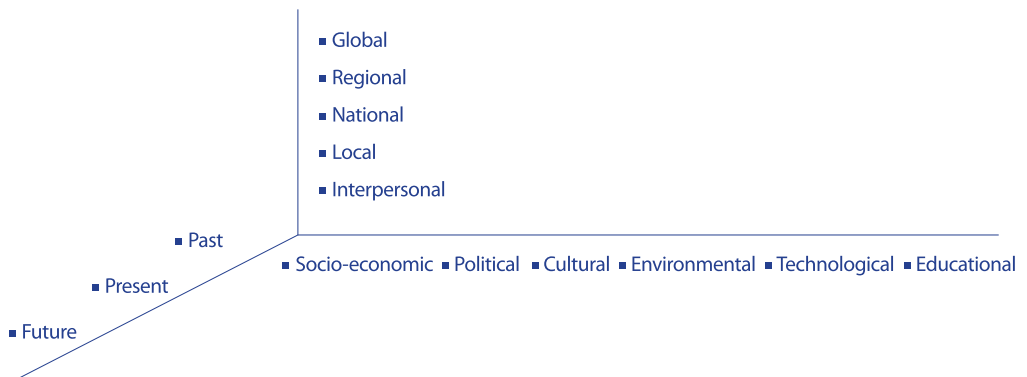 ▪ Global
▪ Regional
▪ National
▪ Local
▪ Interpersonal
▪ Past
▪ Present
▪ Future
▪ Socio-economic ▪ Political ▪ Cultural ▪ Environmental ▪ Technological ▪ Educational